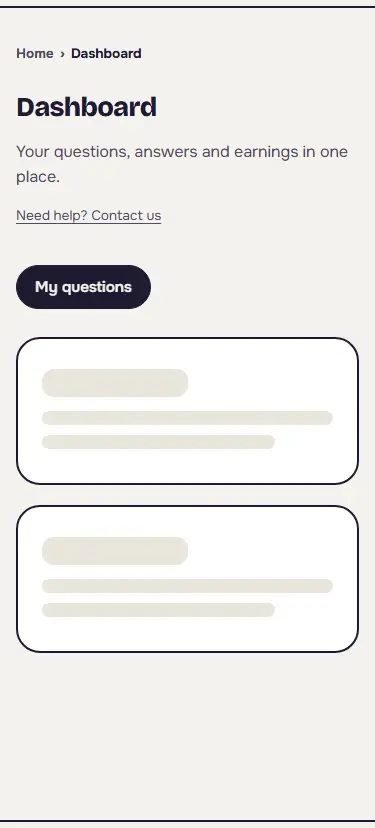 Home › Dashboard
Dashboard
Your questions, answers and earnings in one
place.
Need help? Contact us
My questions